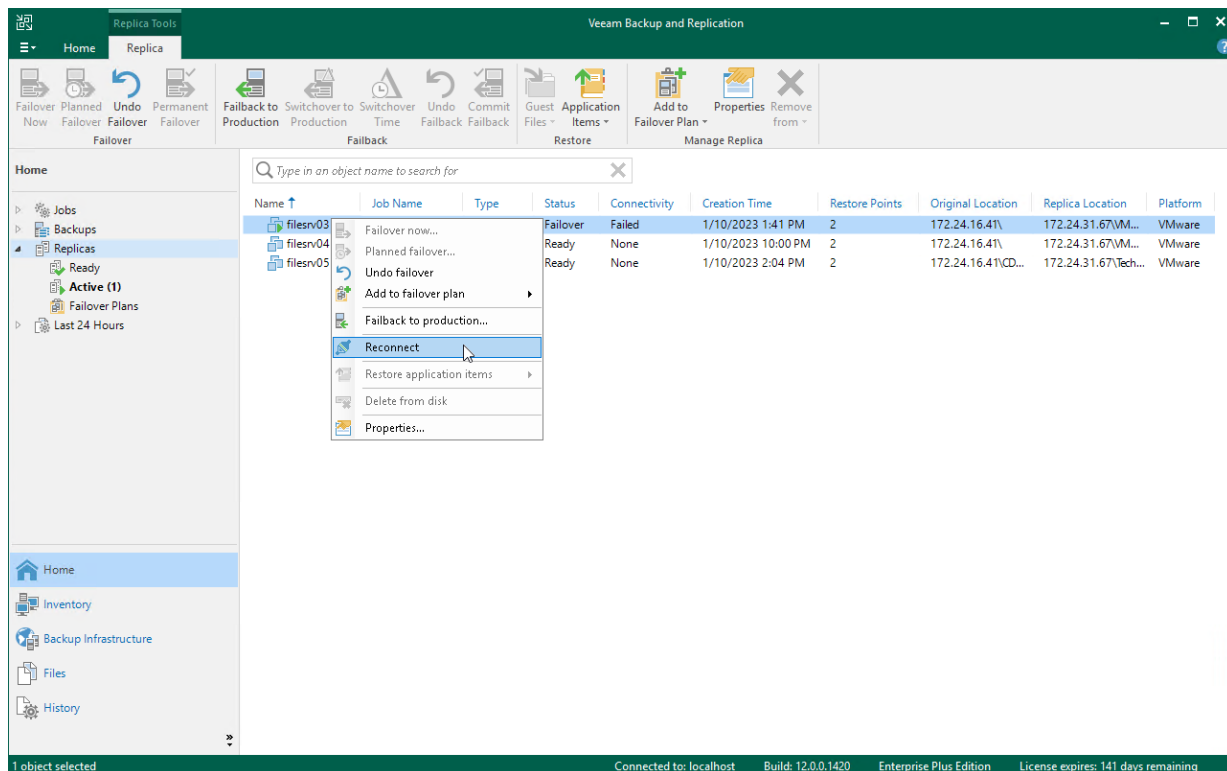 Replica Tools
Veeam Backup and Replication
Home
Replica
Failover Now
Planned Failover
Undo Failover
Permanent Failover
Failover
Failback to Production
Switchover to Production
Switchover Time
Undo Failback
Commit Failback
Failback
Guest Files
Application Items
Restore
Add to Failover Plan
Properties
Remove from
Manage Replica
Home
Type in an object name to search for
Jobs
Backups
Replicas
Ready
Active (1)
Failover Plans
Last 24 Hours
Name Job Name Type Status Connectivity Creation Time Restore Points Original Location Replica Location Platform
filesrv03 Failover Failed 1/10/2023 1:41 PM 2 172.24.16.41\ 172.24.31.67\VM... VMware
filesrv04 Ready None 1/10/2023 10:00 PM 2 172.24.16.41\ 172.24.31.67\VM... VMware
filesrv05 Ready None 1/10/2023 2:04 PM 2 172.24.16.41\CD... 172.24.31.67\Tech... VMware
Failover now...
Planned failover...
Undo failover
Add to failover plan
Failback to production...
Reconnect
Restore application items
Delete from disk
Properties...
Home
Inventory
Backup Infrastructure
Files
History
1 object selected
Connected to: localhost
Build: 12.0.0.1420
Enterprise Plus Edition
License expires: 141 days remaining